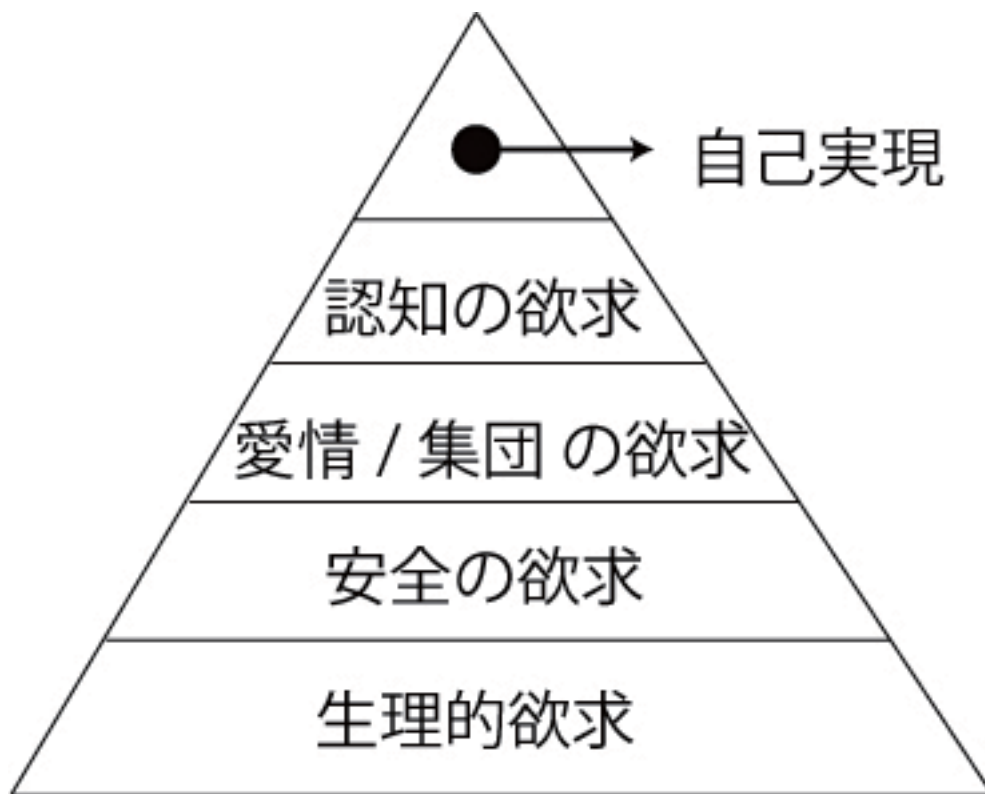 自己実現
認知の欲求
愛情 / 集団 の欲求
安全の欲求
生理的欲求